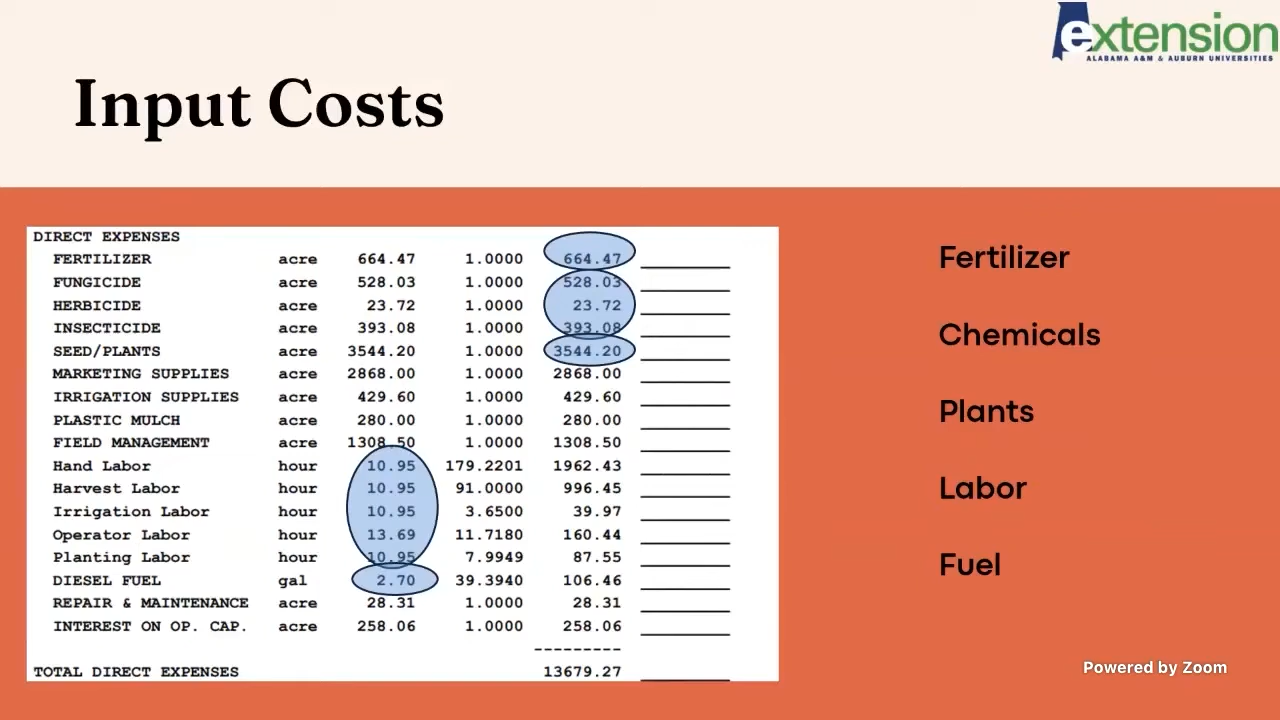 extension
ALABAMA A&M & AUBURN UNIVERSITIES
Input Costs
DIRECT EXPENSES
FERTILIZER acre 664.47 1.0000 664.47
FUNGICIDE acre 528.03 1.0000 528.03
HERBICIDE acre 23.72 1.0000 23.72
INSECTICIDE acre 393.08 1.0000 393.08
SEED/PLANTS acre 3544.20 1.0000 3544.20
MARKETING SUPPLIES acre 2868.00 1.0000 2868.00
IRRIGATION SUPPLIES acre 429.60 1.0000 429.60
PLASTIC MULCH acre 280.00 1.0000 280.00
FIELD MANAGEMENT acre 1308.50 1.0000 1308.50
Hand Labor hour 10.95 179.2201 1962.43
Harvest Labor hour 10.95 91.0000 996.45
Irrigation Labor hour 10.95 3.6500 39.97
Operator Labor hour 13.69 11.7180 160.44
Planting Labor hour 10.95 7.9949 87.55
DIESEL FUEL gal 2.70 39.3940 106.46
REPAIR & MAINTENANCE acre 28.31 1.0000 28.31
INTEREST ON OP. CAP. acre 258.06 1.0000 258.06
---------
TOTAL DIRECT EXPENSES 13679.27
Fertilizer
Chemicals
Plants
Labor
Fuel
Powered by Zoom